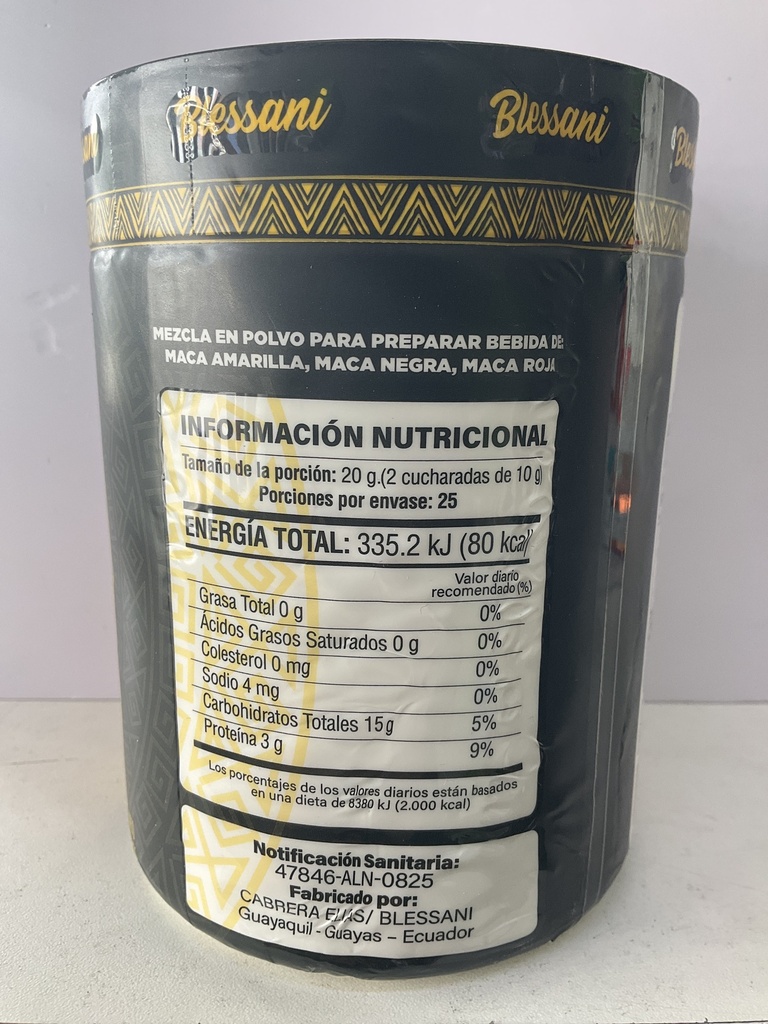 Blessani Blessani
MEZCLA EN POLVO PARA PREPARAR BEBIDA DE:
MACA AMARILLA, MACA NEGRA, MACA ROJA
INFORMACIÓN NUTRICIONAL
Tamaño de la porción: 20 g.(2 cucharadas de 10 g)
Porciones por envase: 25
ENERGÍA TOTAL: 335.2 kJ (80 kcal)
Valor diario
recomendado (%)
Grasa Total 0 g 0%
Ácidos Grasos Saturados 0 g 0%
Colesterol 0 mg 0%
Sodio 4 mg 0%
Carbohidratos Totales 15g 5%
Proteína 3 g 9%
Los porcentajes de los valores diarios están basados
en una dieta de 8380 kJ (2.000 kcal)
Notificación Sanitaria:
47846-ALN-0825
Fabricado por:
CABRERA / BLESSANI
Guayaquil - Guayas – Ecuador